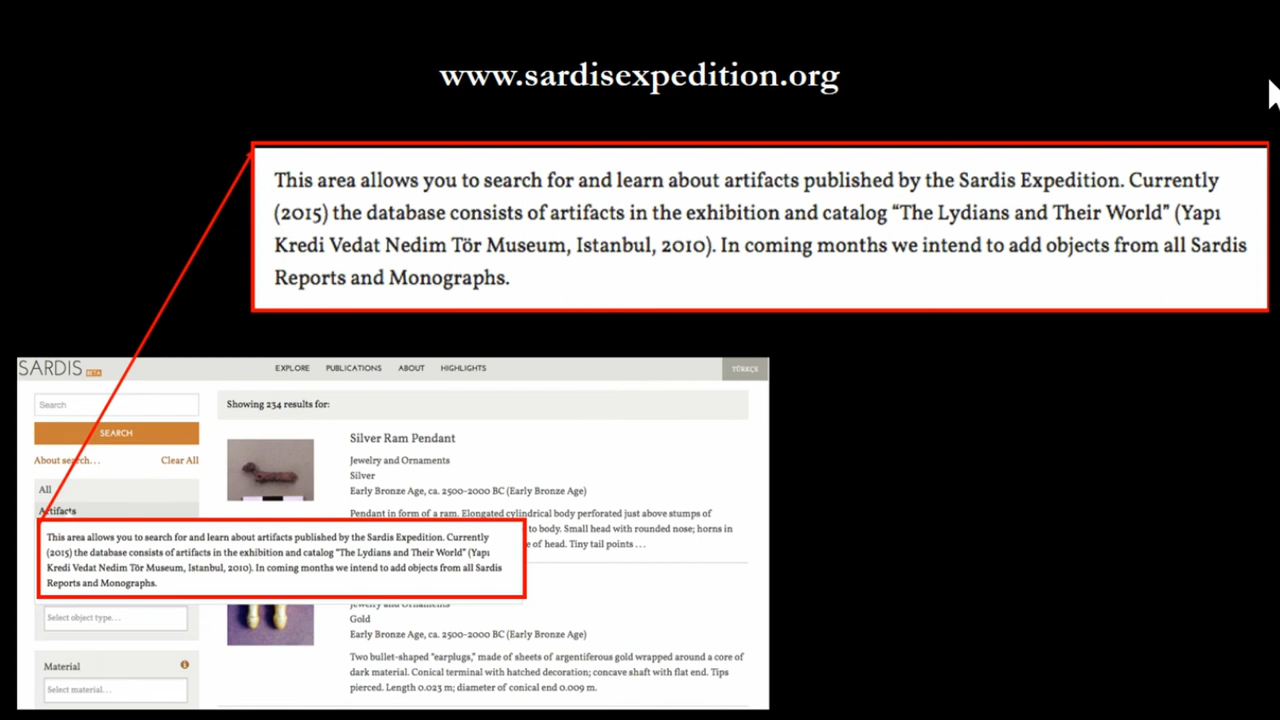 www.sardisexpedition.org
This area allows you to search for and learn about artifacts published by the Sardis Expedition. Currently
(2015) the database consists of artifacts in the exhibition and catalog “The Lydians and Their World” (Yapı
Kredi Vedat Nedim Tör Museum, Istanbul, 2010). In coming months we intend to add objects from all Sardis
Reports and Monographs.
SARDIS BETA
EXPLORE PUBLICATIONS ABOUT HIGHLIGHTS TÜRKÇE
Search
SEARCH
About search... Clear All
All
Artifacts
This area allows you to search for and learn about artifacts published by the Sardis Expedition. Currently
(2015) the database consists of artifacts in the exhibition and catalog “The Lydians and Their World” (Yapı
Kredi Vedat Nedim Tör Museum, Istanbul, 2010). In coming months we intend to add objects from all Sardis
Reports and Monographs.
Select object type...
Material
Select material...
Showing 234 results for:
Silver Ram Pendant
Jewelry and Ornaments
Silver
Early Bronze Age, ca. 2500-2000 BC (Early Bronze Age)
Pendant in form of a ram. Elongated cylindrical body perforated just above stumps of
to body. Small head with rounded nose; horns in
of head. Tiny tail points ...
Jewelry and Ornaments
Gold
Early Bronze Age, ca. 2500-2000 BC (Early Bronze Age)
Two bullet-shaped “earplugs,” made of sheets of argentiferous gold wrapped around a core of
dark material. Conical terminal with hatched decoration; concave shaft with flat end. Tips
pierced. Length 0.023 m; diameter of conical end 0.009 m.